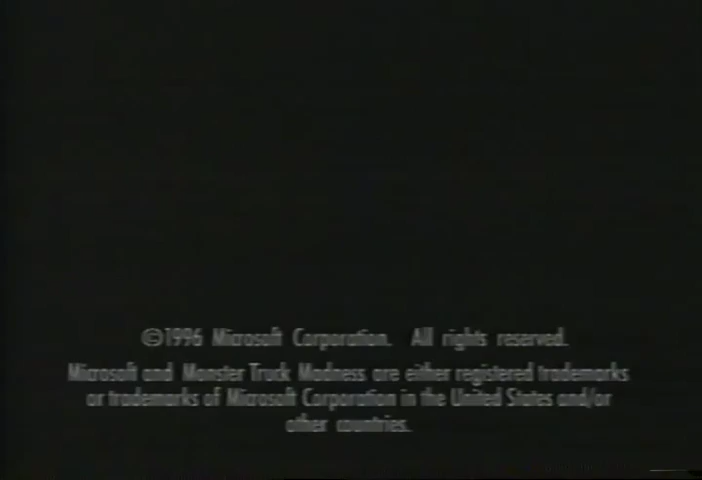 ©1996 Microsoft Corporation. All rights reserved.
Microsoft and Monster Truck Madness are either registered trademarks
or trademarks of Microsoft Corporation in the United States and/or
other countries.